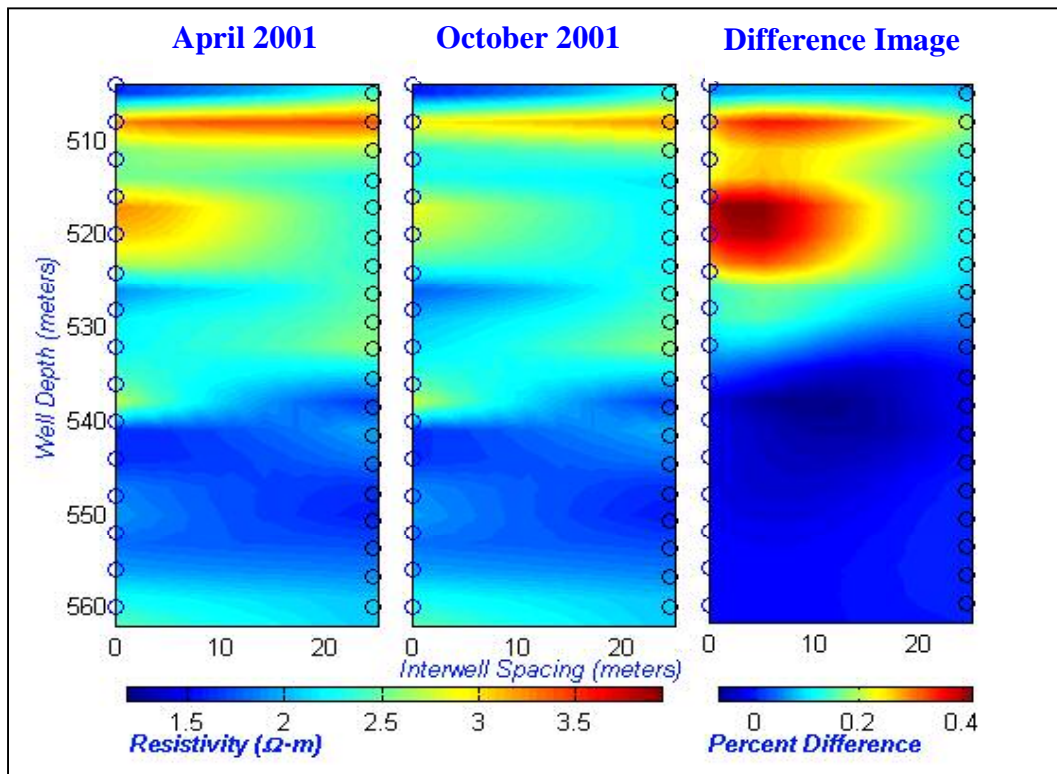 April 2001
October 2001
Difference Image
510
520
530
540
550
560
Well Depth (meters)
0 10 20
0 10 20
0 10 20
Interwell Spacing (meters)
1.5 2 2.5 3 3.5
0 0.2 0.4
Resistivity (Ω-m)
Percent Difference